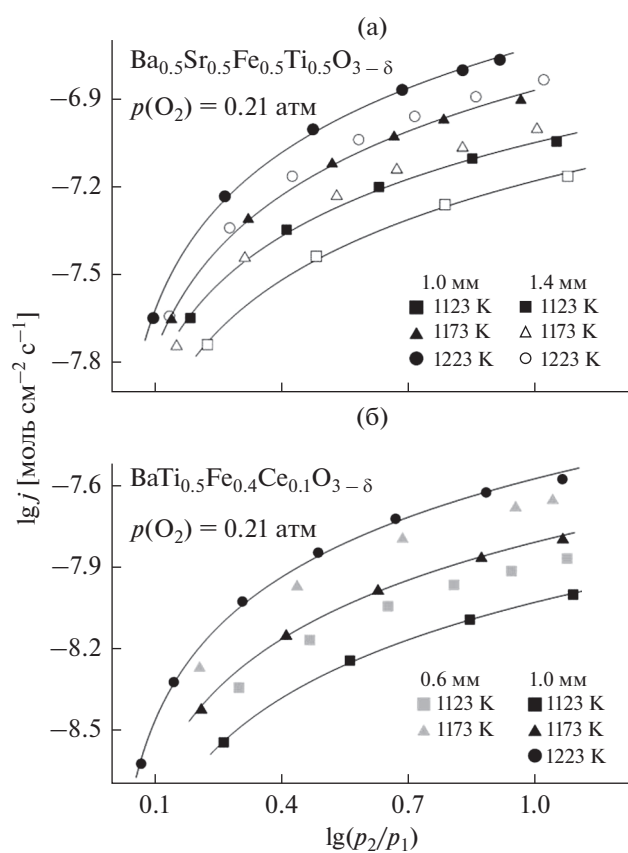 (а)
Ba0.5Sr0.5Fe0.5Ti0.5O3 – δ
p(O2) = 0.21 атм
–6.9
–7.2
–7.5
–7.8
1.0 мм 1.4 мм
1123 K 1123 K
1173 K 1173 K
1223 K 1223 K
lg j [моль см–2 с–1]
(б)
BaTi0.5Fe0.4Ce0.1O3 – δ
p(O2) = 0.21 атм
–7.6
–7.9
–8.2
–8.5
0.6 мм 1.0 мм
1123 K 1123 K
1173 K 1173 K
1223 K
0.1 0.4 0.7 1.0
lg(p2/p1)